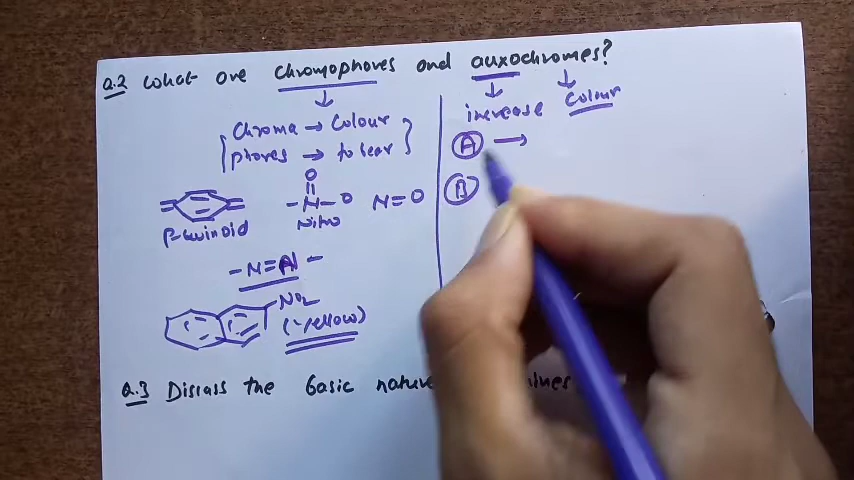 Q.2 What are chromophores and auxochromes?
Chroma → Colour
phores → to bear
increase Colour
A →
B
O
-N-O
Nitro
N=O
P-Quinoid
-N=N-
NO2
(Yellow)
Q.3 Discuss the basic nature